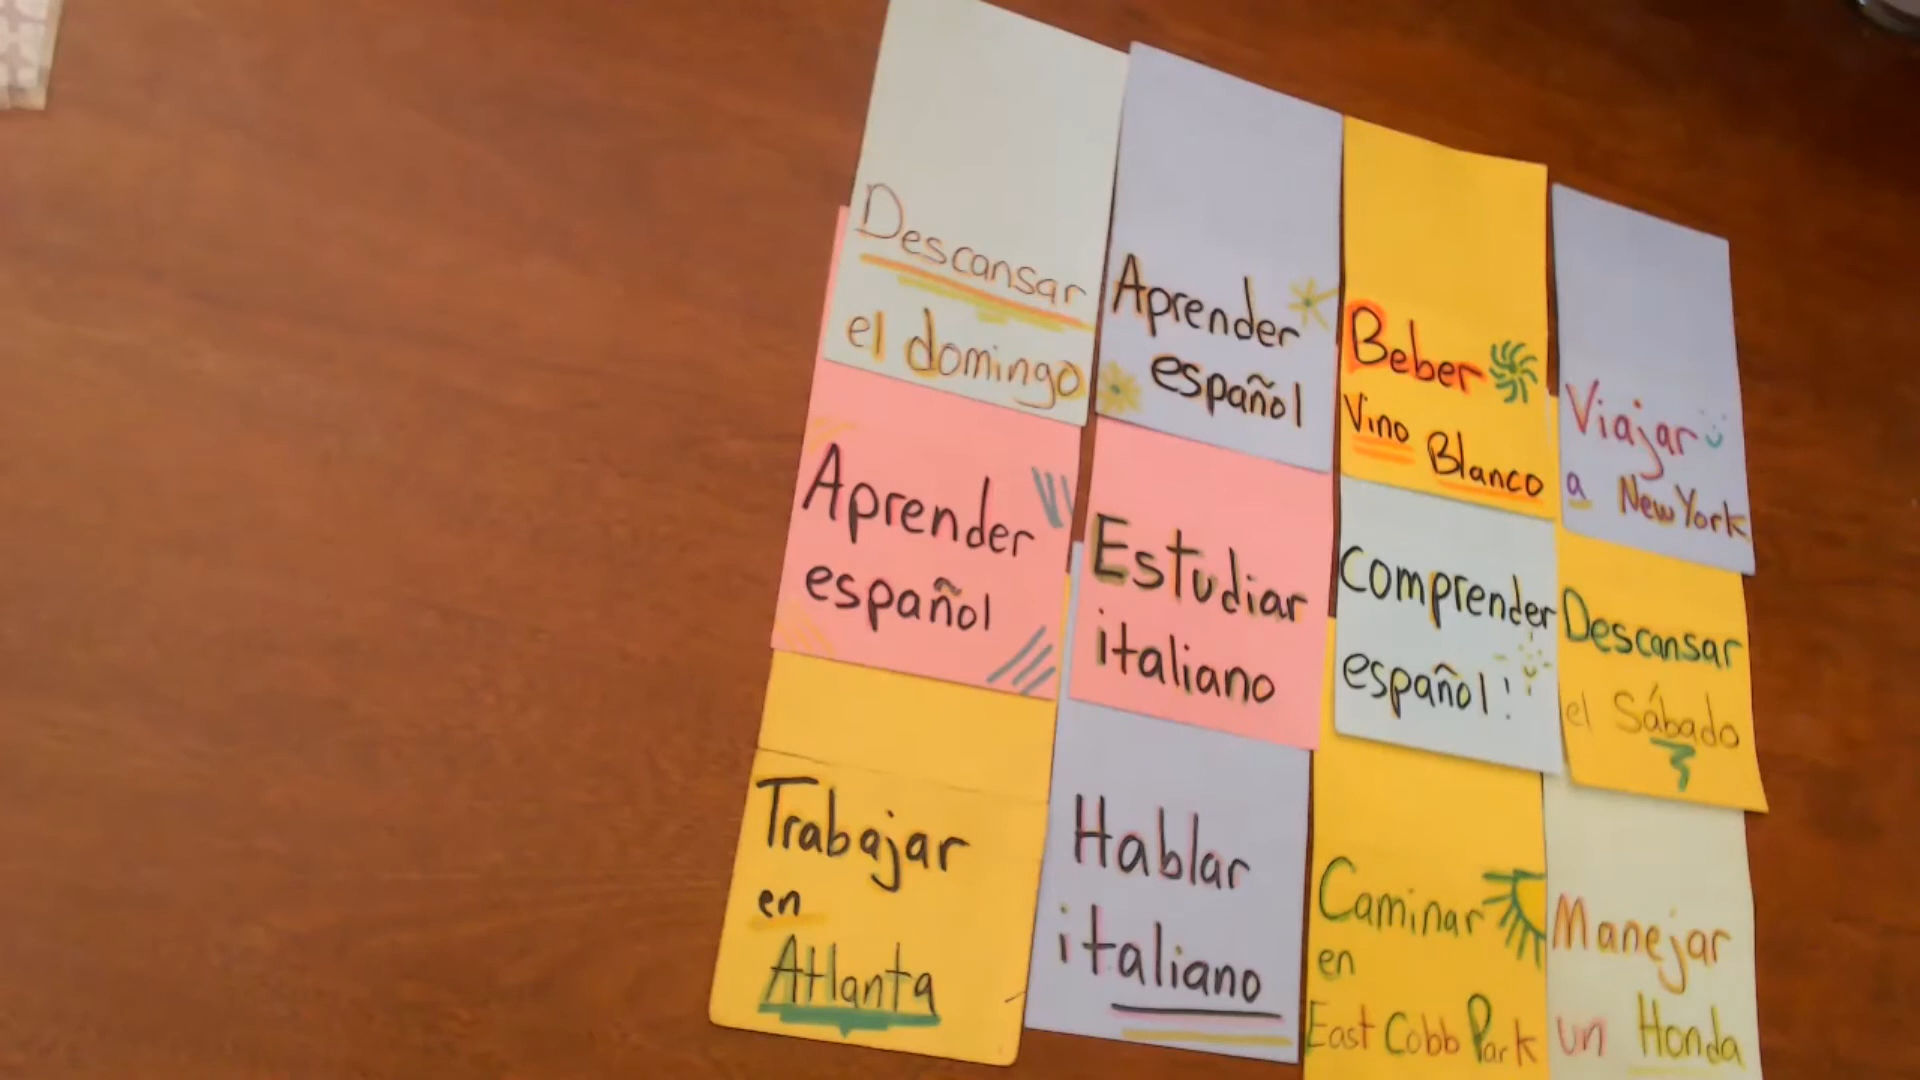 Descansar
el domingo
Aprender
español
Beber
Vino Blanco
Viajar
a New York
Aprender
español
Estudiar
italiano
Comprender
español!
Descansar
el Sábado
Trabajar
en
Atlanta
Hablar
italiano
Caminar
en
East Cobb Park
Manejar
un Honda